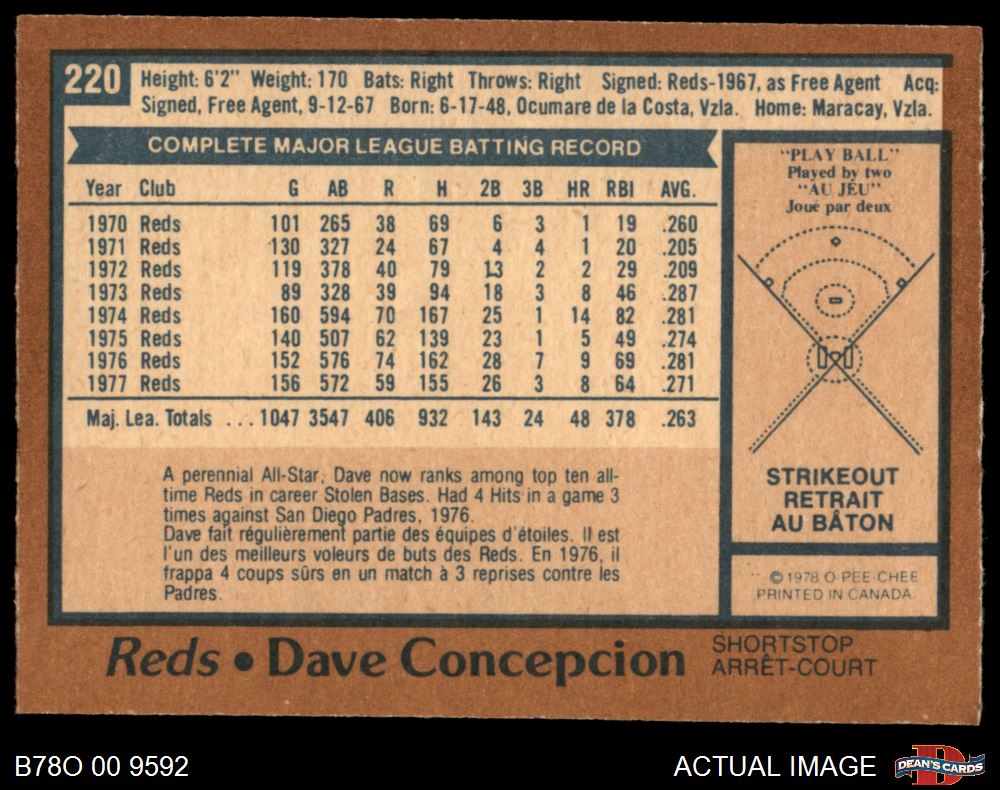 220
Height: 6'2" Weight: 170 Bats: Right Throws: Right Signed: Reds-1967, as Free Agent Acq:
Signed, Free Agent, 9-12-67 Born: 6-17-48, Ocumare de la Costa, Vzla. Home: Maracay, Vzla.
COMPLETE MAJOR LEAGUE BATTING RECORD
Year Club G AB R H 2B 3B HR RBI AVG.
1970 Reds 101 265 38 69 6 3 1 19 .260
1971 Reds 130 327 24 67 4 4 1 20 .205
1972 Reds 119 378 40 79 13 2 2 29 .209
1973 Reds 89 328 39 94 18 3 8 46 .287
1974 Reds 160 594 70 167 25 1 14 82 .281
1975 Reds 140 507 62 139 23 1 5 49 .274
1976 Reds 152 576 74 162 28 7 9 69 .281
1977 Reds 156 572 59 155 26 3 8 64 .271
Maj. Lea. Totals ... 1047 3547 406 932 143 24 48 378 .263
A perennial All-Star, Dave now ranks among top ten all-
time Reds in career Stolen Bases. Had 4 Hits in a game 3
times against San Diego Padres, 1976.
Dave fait régulièrement partie des équipes d'étoiles. Il est
l'un des meilleurs voleurs de buts des Reds. En 1976, il
frappa 4 coups sûrs en un match à 3 reprises contre les
Padres.
"PLAY BALL"
Played by two
"AU JEU"
Joué par deux
STRIKEOUT
RETRAIT
AU BÂTON
©1978 O-PEE-CHEE
PRINTED IN CANADA
Reds • Dave Concepcion
SHORTSTOP
ARRÊT-COURT
B78O 00 9592
ACTUAL IMAGE
DEAN'S CARDS